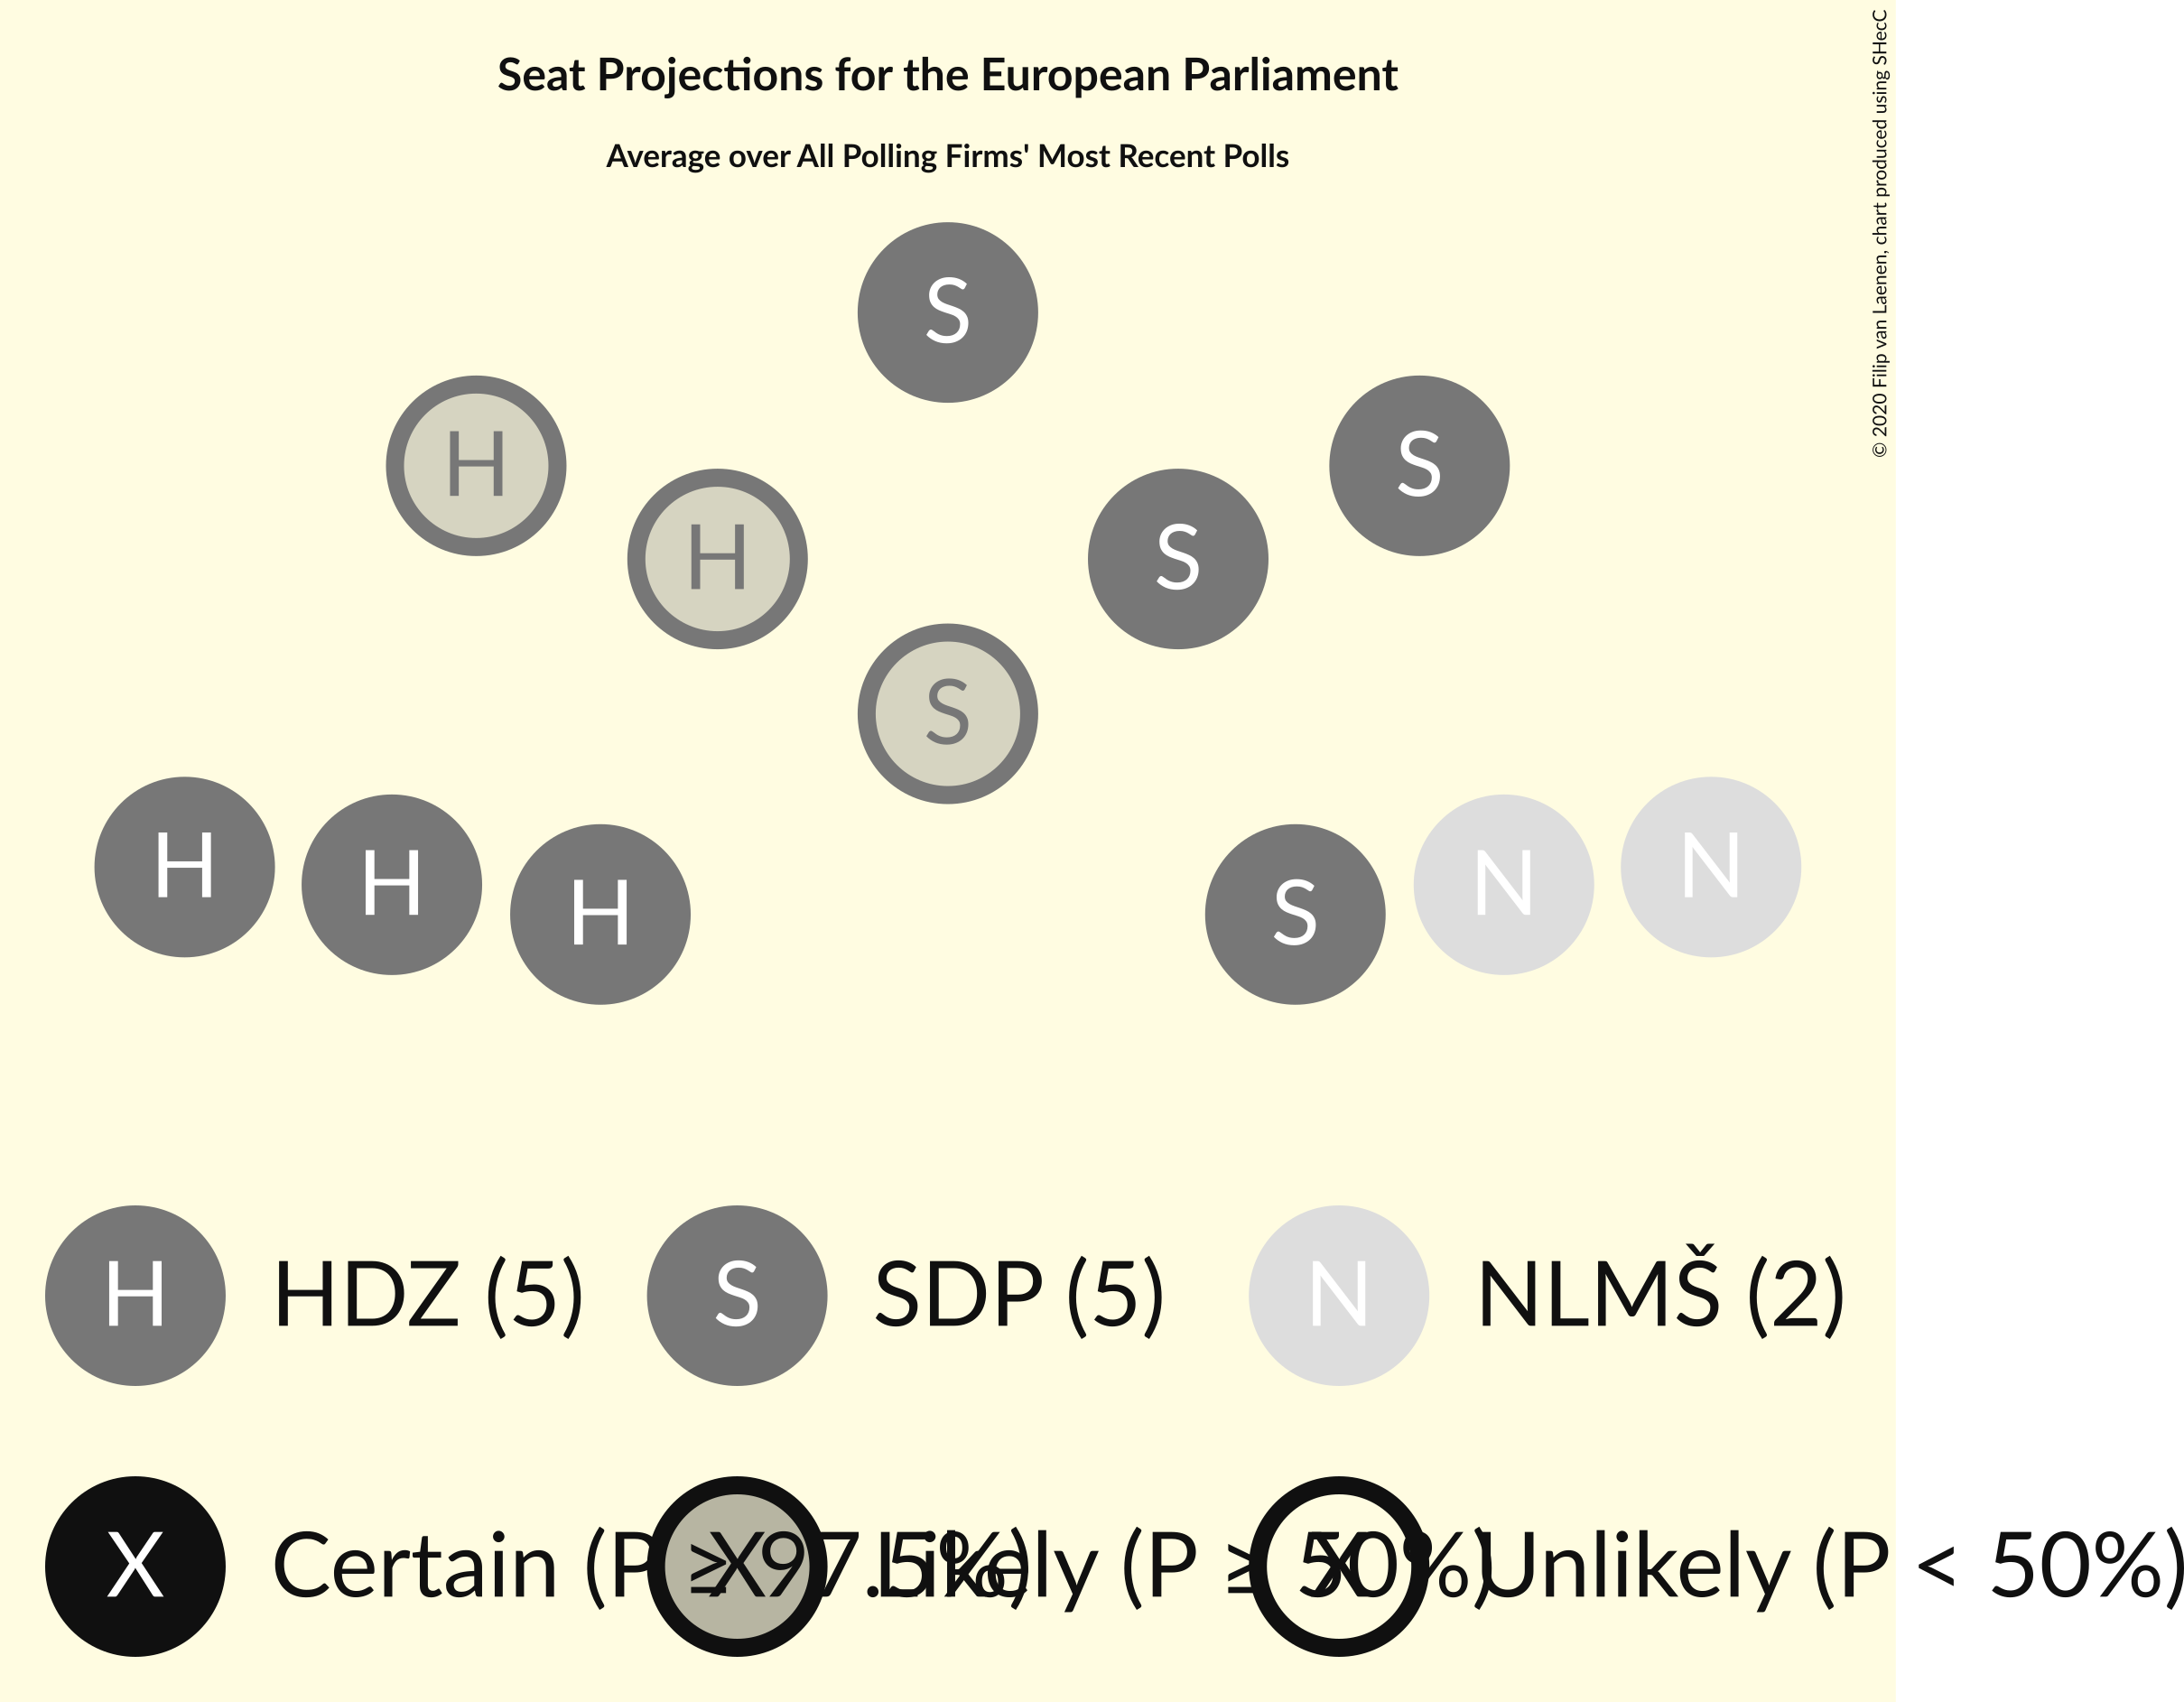 Seat Projections for the European Parliament
Average over All Polling Firms' Most Recent Polls
© 2020 Filip van Laenen, chart produced using SHecC
S
H S
H S
S
H N
H N
H S
H HDZ (5) S SDP (5) N NLMŠ (2)
X Certain (P ≥ 97.5%) X Likely (P ≥ 50%) X Unlikely (P < 50%)